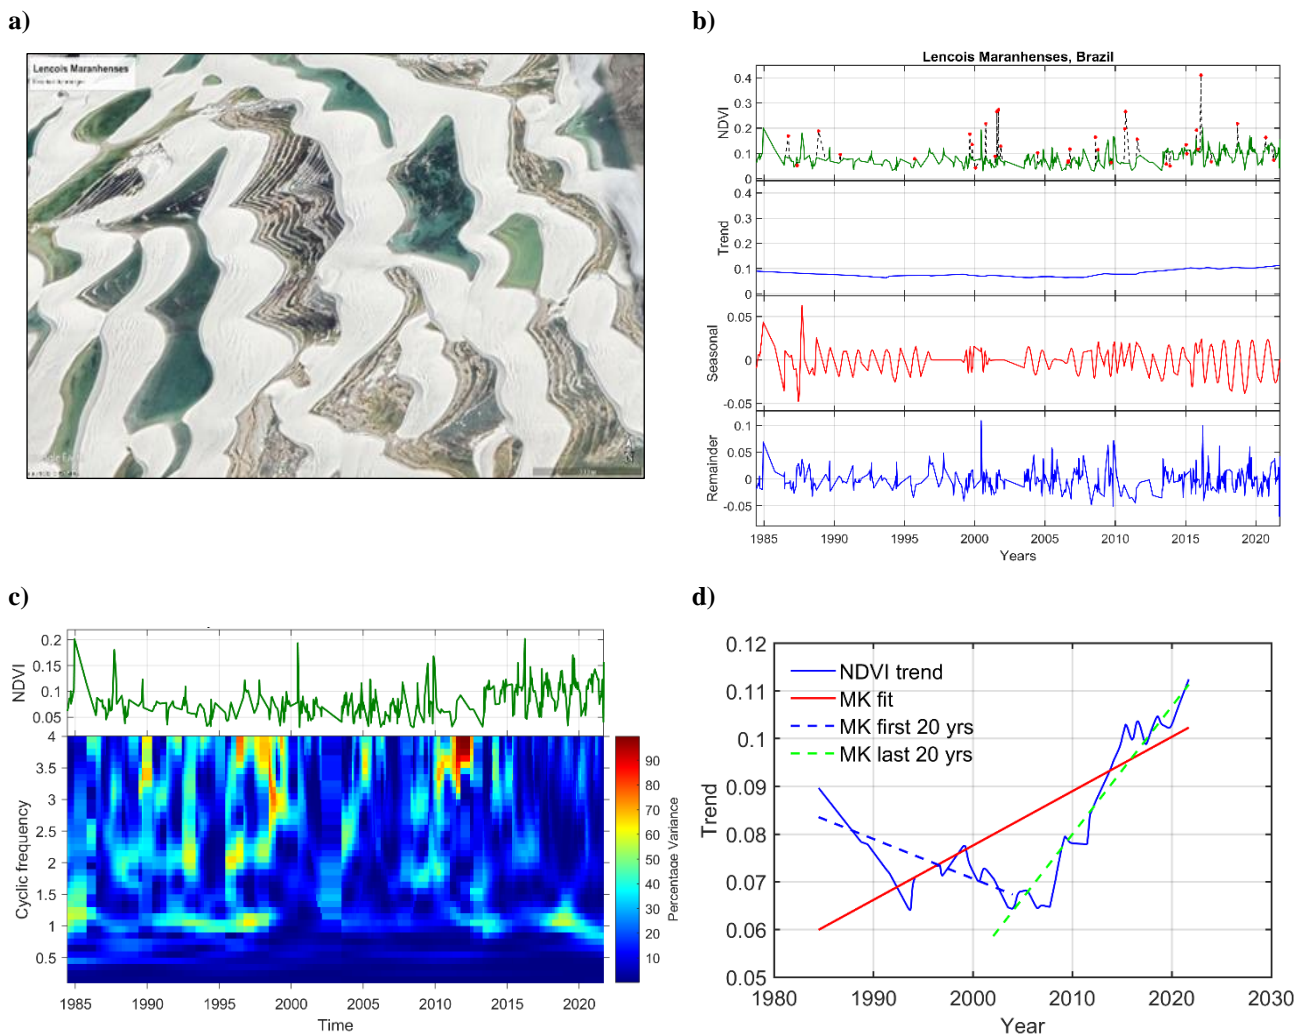 a)
Lencois Maranhenses
b)
Lencois Maranhenses, Brazil
NDVI
0.4
0.3
0.2
0.1
0
Trend
0.4
0.3
0.2
0.1
0
Seasonal
0.05
0
-0.05
Remainder
0.1
0.05
0
-0.05
1985 1990 1995 2000 2005 2010 2015 2020
Years
c)
NDVI
0.2
0.15
0.1
0.05
Cyclic frequency
4
3.5
3
2.5
2
1.5
1
0.5
1985 1990 1995 2000 2005 2010 2015 2020
Time
90
80
70
60
50
40
30
20
10
Percentage Variance
d)
Trend
0.12
0.11
0.1
0.09
0.08
0.07
0.06
0.05
NDVI trend
MK fit
MK first 20 yrs
MK last 20 yrs
1980 1990 2000 2010 2020 2030
Year